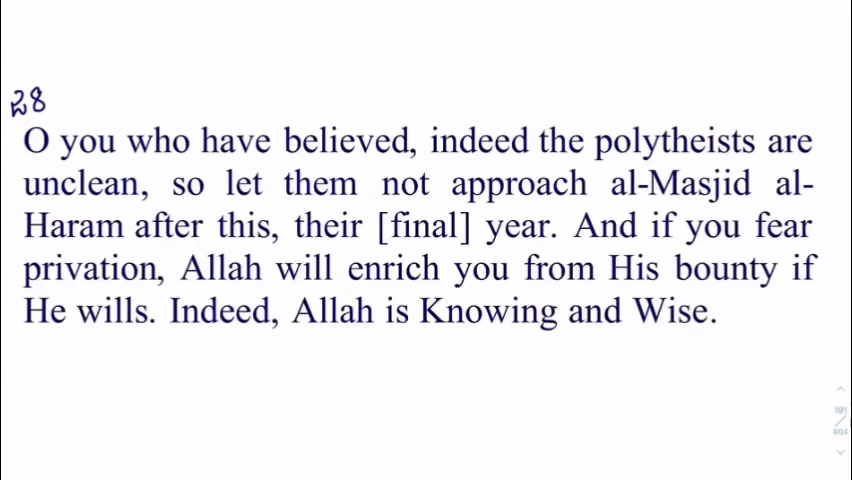 28
O you who have believed, indeed the polytheists are
unclean, so let them not approach al-Masjid al-
Haram after this, their [final] year. And if you fear
privation, Allah will enrich you from His bounty if
He wills. Indeed, Allah is Knowing and Wise.
191
/
604